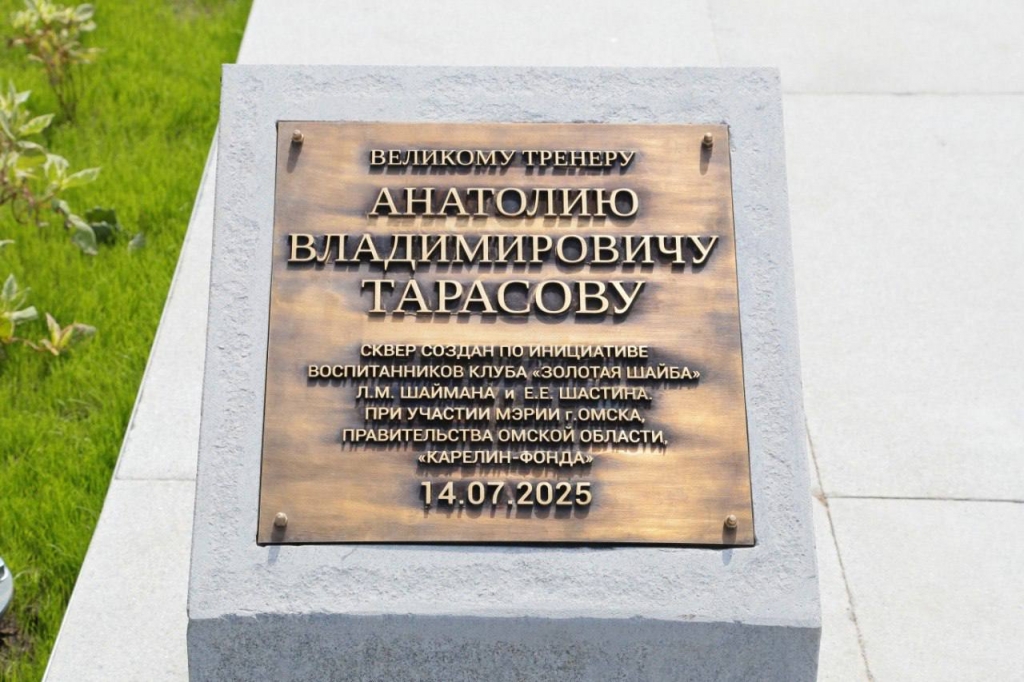 ВЕЛИКОМУ ТРЕНЕРУ
АНАТОЛИЮ
ВЛАДИМИРОВИЧУ
ТАРАСОВУ
СКВЕР СОЗДАН ПО ИНИЦИАТИВЕ
ВОСПИТАННИКОВ КЛУБА «ЗОЛОТАЯ ШАЙБА»
Л.М. ШАЙМАНА и Е.Е. ШАСТИНА.
ПРИ УЧАСТИИ МЭРИИ г.ОМСКА,
ПРАВИТЕЛЬСТВА ОМСКОЙ ОБЛАСТИ,
«КАРЕЛИН-ФОНДА»
14.07.2025